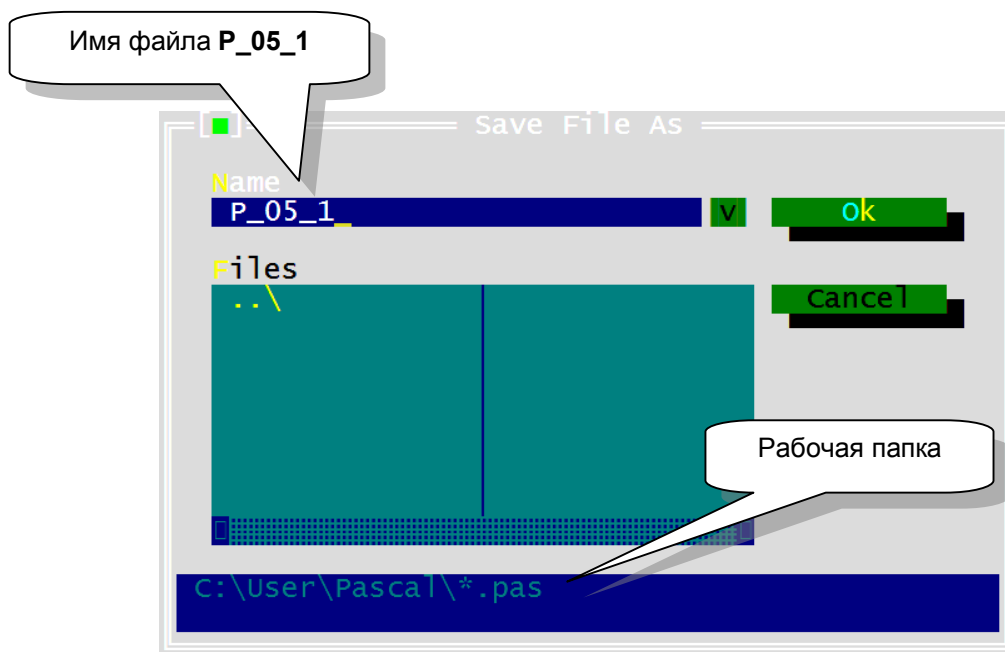 Имя файла P_05_1
[■] Save File As
Name
P_05_1_
v
Ok
Files
..\
Cancel
Рабочая папка
C:\User\Pascal\*.pas